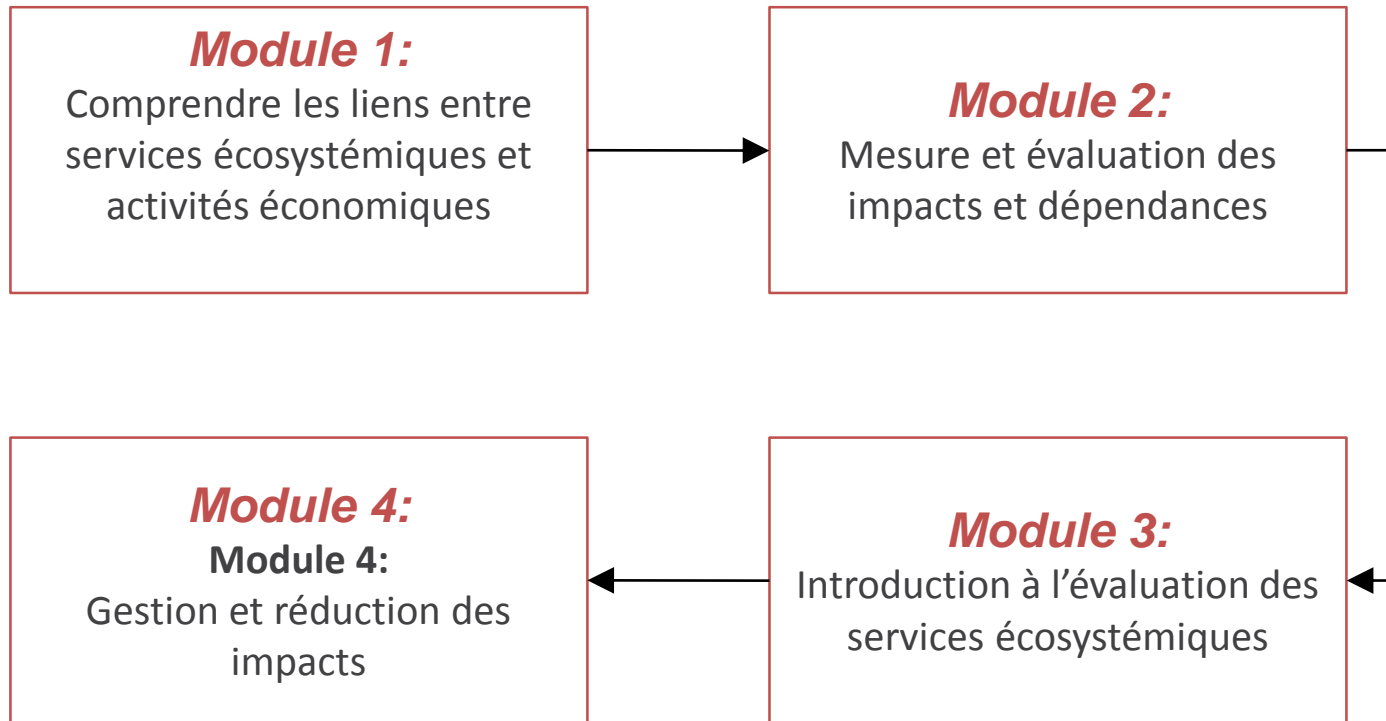 Module 1:
Comprendre les liens entre
services écosystémiques et
activités économiques
Module 2:
Mesure et évaluation des
impacts et dépendances
Module 4:
Module 4:
Gestion et réduction des
impacts
Module 3:
Introduction à l’évaluation des
services écosystémiques